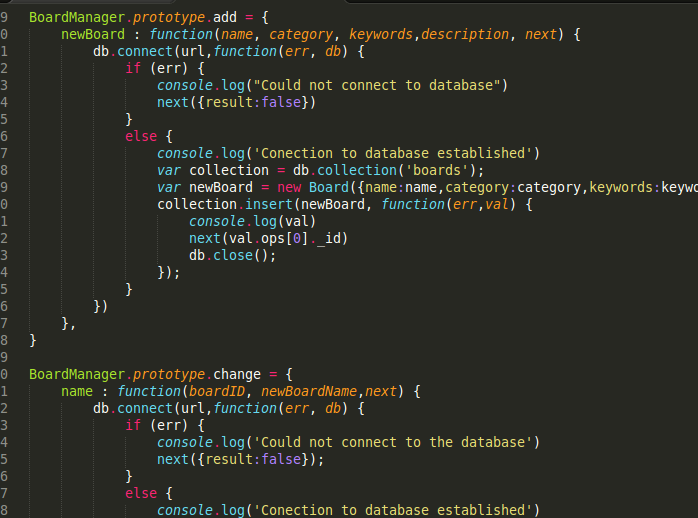 9 BoardManager.prototype.add = {
0 newBoard : function(name, category, keywords,description, next) {
1 db.connect(url,function(err, db) {
2 if (err) {
3 console.log("Could not connect to database")
4 next({result:false})
5 }
6 else {
7 console.log('Conection to database established')
8 var collection = db.collection('boards');
9 var newBoard = new Board({name:name,category:category,keywords:keywo
0 collection.insert(newBoard, function(err,val) {
1 console.log(val)
2 next(val.ops[0]._id)
3 db.close();
4 });
5 }
6 })
7 },
8 }
9
0 BoardManager.prototype.change = {
1 name : function(boardID, newBoardName,next) {
2 db.connect(url,function(err, db) {
3 if (err) {
4 console.log('Could not connect to the database')
5 next({result:false});
6 }
7 else {
8 console.log('Conection to database established')